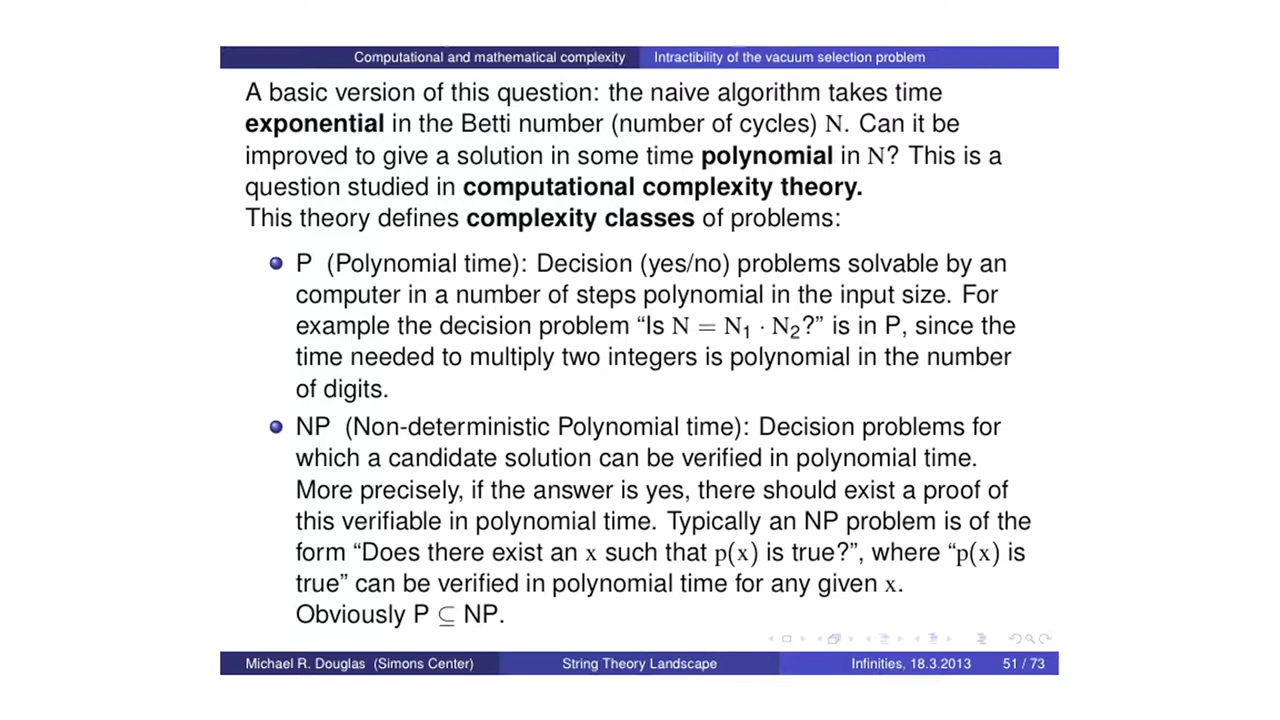 Computational and mathematical complexity Intractibility of the vacuum selection problem
A basic version of this question: the naive algorithm takes time
exponential in the Betti number (number of cycles) N. Can it be
improved to give a solution in some time polynomial in N? This is a
question studied in computational complexity theory.
This theory defines complexity classes of problems:
P (Polynomial time): Decision (yes/no) problems solvable by an
computer in a number of steps polynomial in the input size. For
example the decision problem “Is N = N₁ · N₂?” is in P, since the
time needed to multiply two integers is polynomial in the number
of digits.
NP (Non-deterministic Polynomial time): Decision problems for
which a candidate solution can be verified in polynomial time.
More precisely, if the answer is yes, there should exist a proof of
this verifiable in polynomial time. Typically an NP problem is of the
form “Does there exist an x such that p(x) is true?”, where “p(x) is
true” can be verified in polynomial time for any given x.
Obviously P ⊆ NP.
Michael R. Douglas (Simons Center) String Theory Landscape Infinities, 18.3.2013 51 / 73